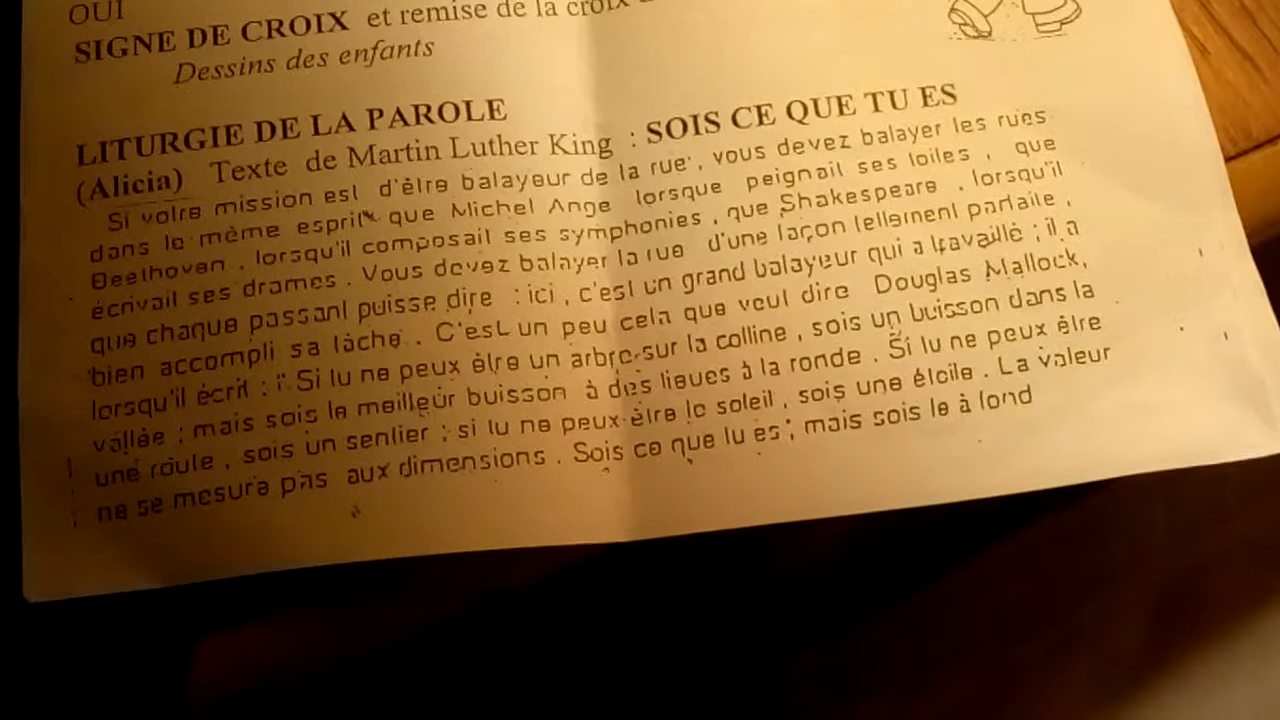 OUI
SIGNE DE CROIX et remise de la croix
Dessins des enfants
LITURGIE DE LA PAROLE
(Alicia) Texte de Martin Luther King : SOIS CE QUE TU ES
Si votre mission est d'être balayeur de la rue, vous devez balayer les rues
dans le même esprit que Michel Ange lorsque peignait ses toiles, que
Beethoven, lorsqu'il composait ses symphonies, que Shakespeare, lorsqu'il
écrivait ses drames. Vous devez balayer la rue d'une façon tellement parfaite,
que chaque passant puisse dire : ici, c'est un grand balayeur qui a travaillé ; il a
bien accompli sa tâche. C'est un peu cela que veut dire Douglas Mallock,
lorsqu'il écrit : " Si tu ne peux être un arbre sur la colline, sois un buisson dans la
vallée ; mais sois le meilleur buisson à des lieues à la ronde. Si tu ne peux être
une route, sois un sentier ; si tu ne peux être le soleil, sois une étoile. La valeur
ne se mesure pas aux dimensions. Sois ce que tu es ; mais sois le à fond